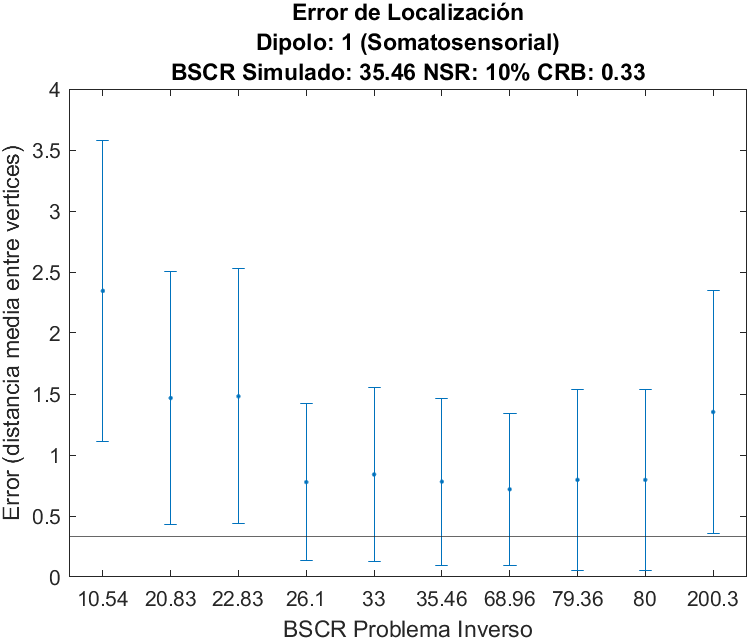 Error de Localización
Dipolo: 1 (Somatosensorial)
BSCR Simulado: 35.46 NSR: 10% CRB: 0.33
Error (distancia media entre vertices)
4
3.5
3
2.5
2
1.5
1
0.5
0
10.54 20.83 22.83 26.1 33 35.46 68.96 79.36 80 200.3
BSCR Problema Inverso